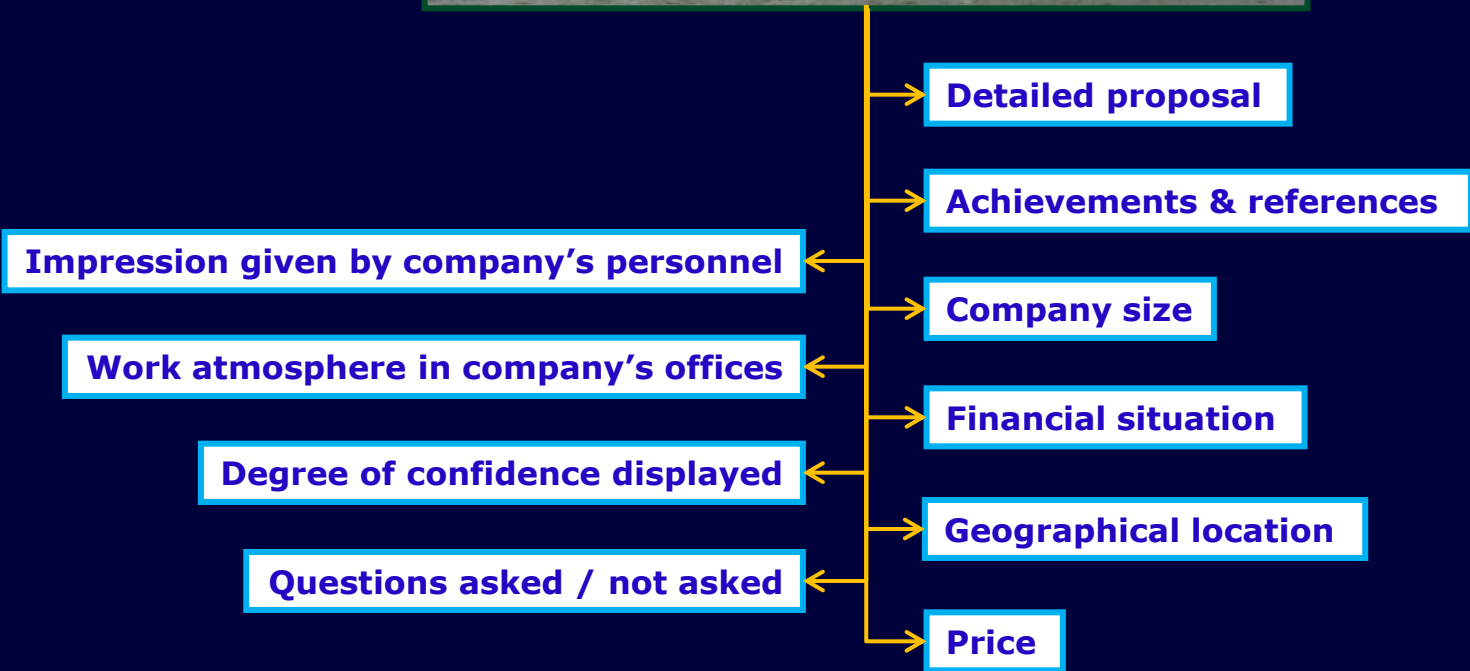 Detailed proposal
Achievements & references
Impression given by company’s personnel
Company size
Work atmosphere in company’s offices
Financial situation
Degree of confidence displayed
Geographical location
Questions asked / not asked
Price